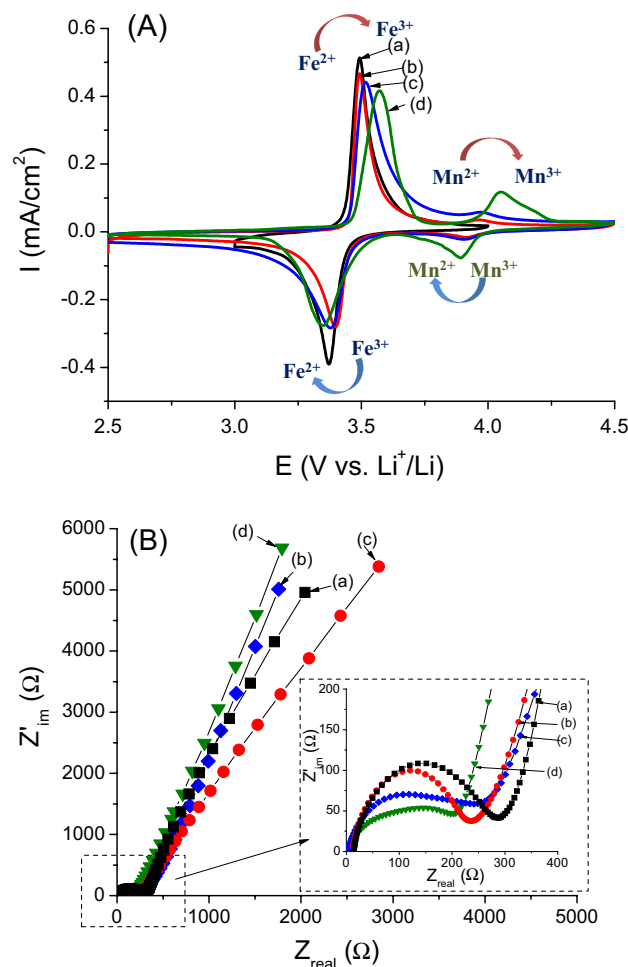 (A)
Fe3+
Fe2+
(a)
(b)
(c)
(d)
Mn2+ Mn3+
Mn2+ Mn3+
Fe2+ Fe3+
0.6
0.4
0.2
0.0
-0.2
-0.4
I (mA/cm2)
2.5 3.0 3.5 4.0 4.5
E (V vs. Li+/Li)
(B)
6000
5000
4000
3000
2000
1000
0
Z'im (Ω)
(d)
(b)
(a)
(c)
200
150
100
50
0
Z'im (Ω)
(a)
(b)
(c)
(d)
0 100 200 300 400
Zreal (Ω)
0 1000 2000 3000 4000 5000
Zreal (Ω)